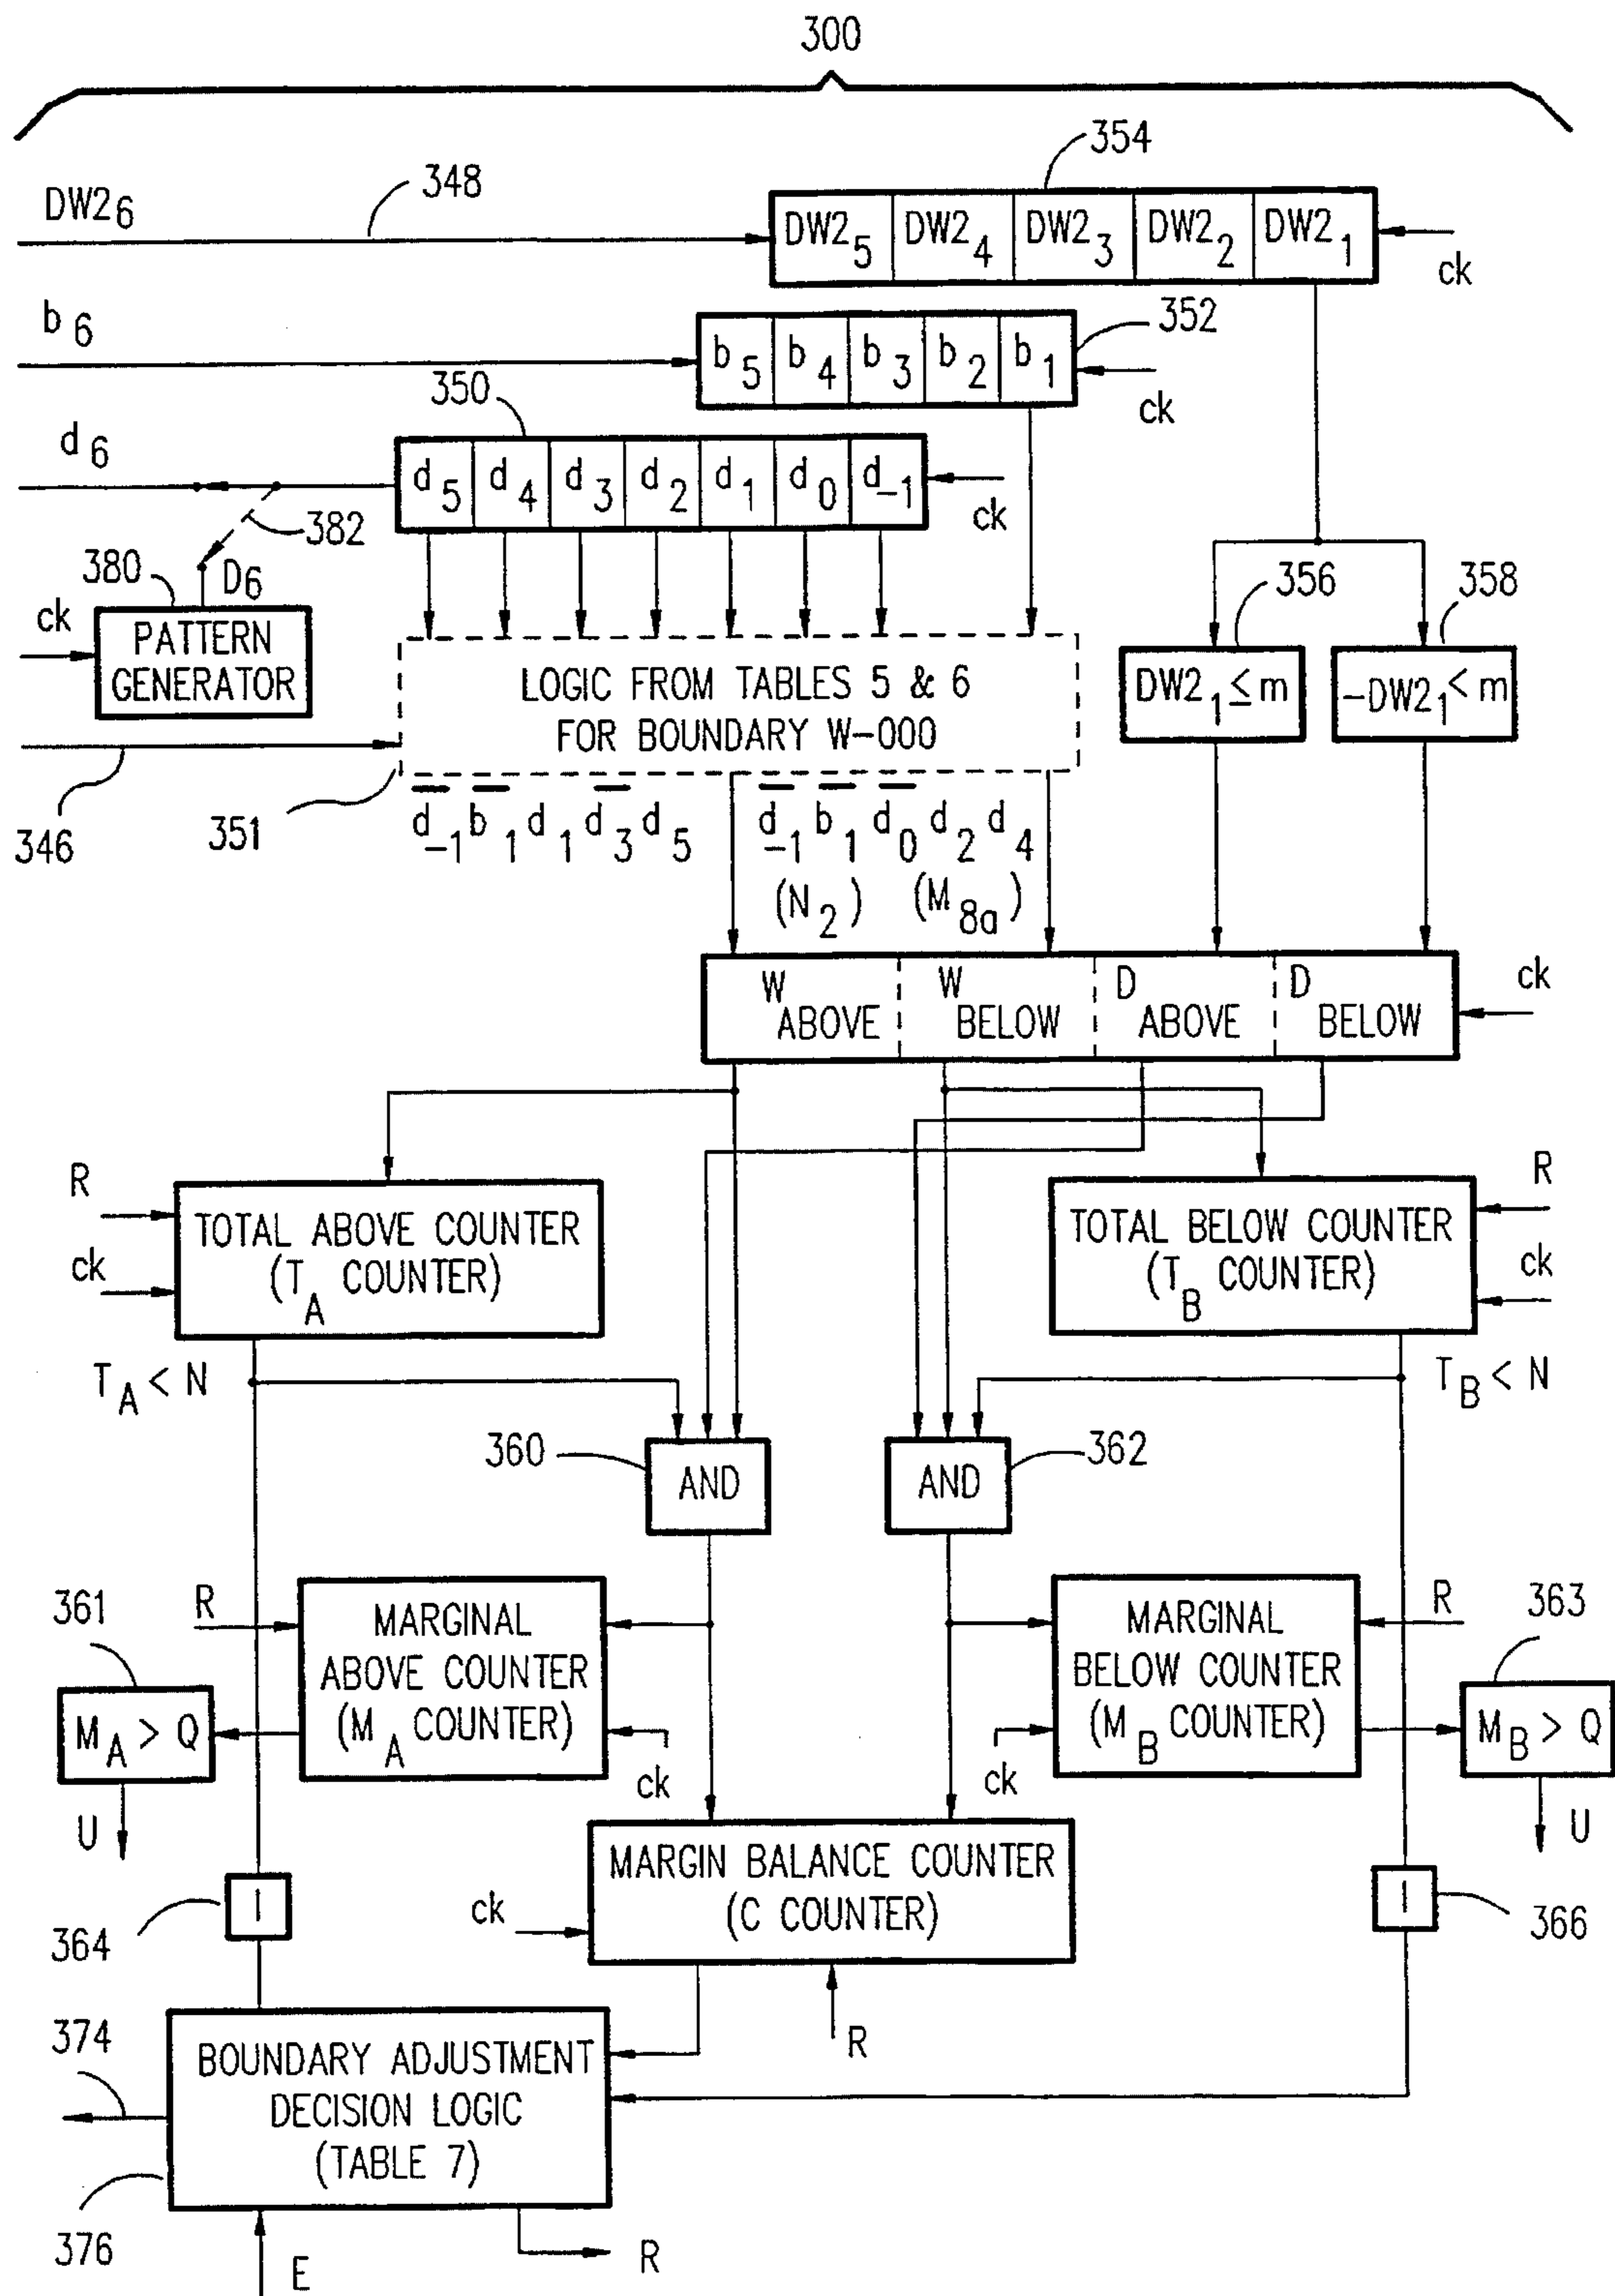 300
354
348
DW2₆
DW2₅ DW2₄ DW2₃ DW2₂ DW2₁
ck
b₆
352
b₅ b₄ b₃ b₂ b₁
ck
350
d₆
d₅ d₄ d₃ d₂ d₁ d₀ d₋₁
ck
382
380
D₆
356
358
ck
PATTERN
GENERATOR
LOGIC FROM TABLES 5 & 6
FOR BOUNDARY W-000
DW2₁ ≤ m
-DW2₁ < m
346
351
d̅₋₁ b̅₁ d₁ d̅₃ d₅
d̅₋₁ b̅₁ d̅₀ d₂ d₄
(N₂) (M₈ₐ)
W ABOVE
W BELOW
D ABOVE
D BELOW
ck
R
ck
TOTAL ABOVE COUNTER
(T_A COUNTER)
TOTAL BELOW COUNTER
(T_B COUNTER)
R
ck
T_A < N
T_B < N
360
AND
AND
362
361
R
MARGINAL
ABOVE COUNTER
(M_A COUNTER)
ck
MARGINAL
BELOW COUNTER
(M_B COUNTER)
ck
R
363
M_A > Q
M_B > Q
U
U
MARGIN BALANCE COUNTER
(C COUNTER)
ck
R
364
I
I
366
374
BOUNDARY ADJUSTMENT
DECISION LOGIC
(TABLE 7)
376
E
R